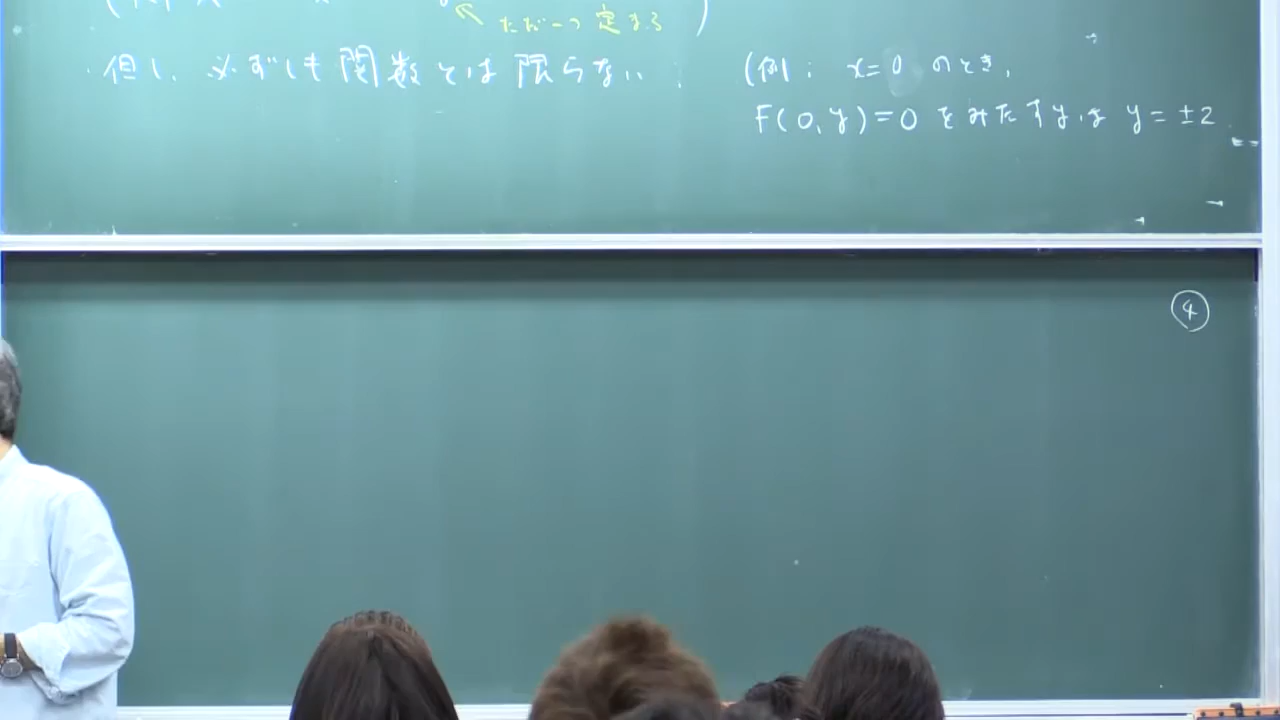 ただ一つ定まる )
但し、必ずしも関数とは限らない. (例: x=0 のとき,
F(0,y)=0 をみたすyは y=±2
④